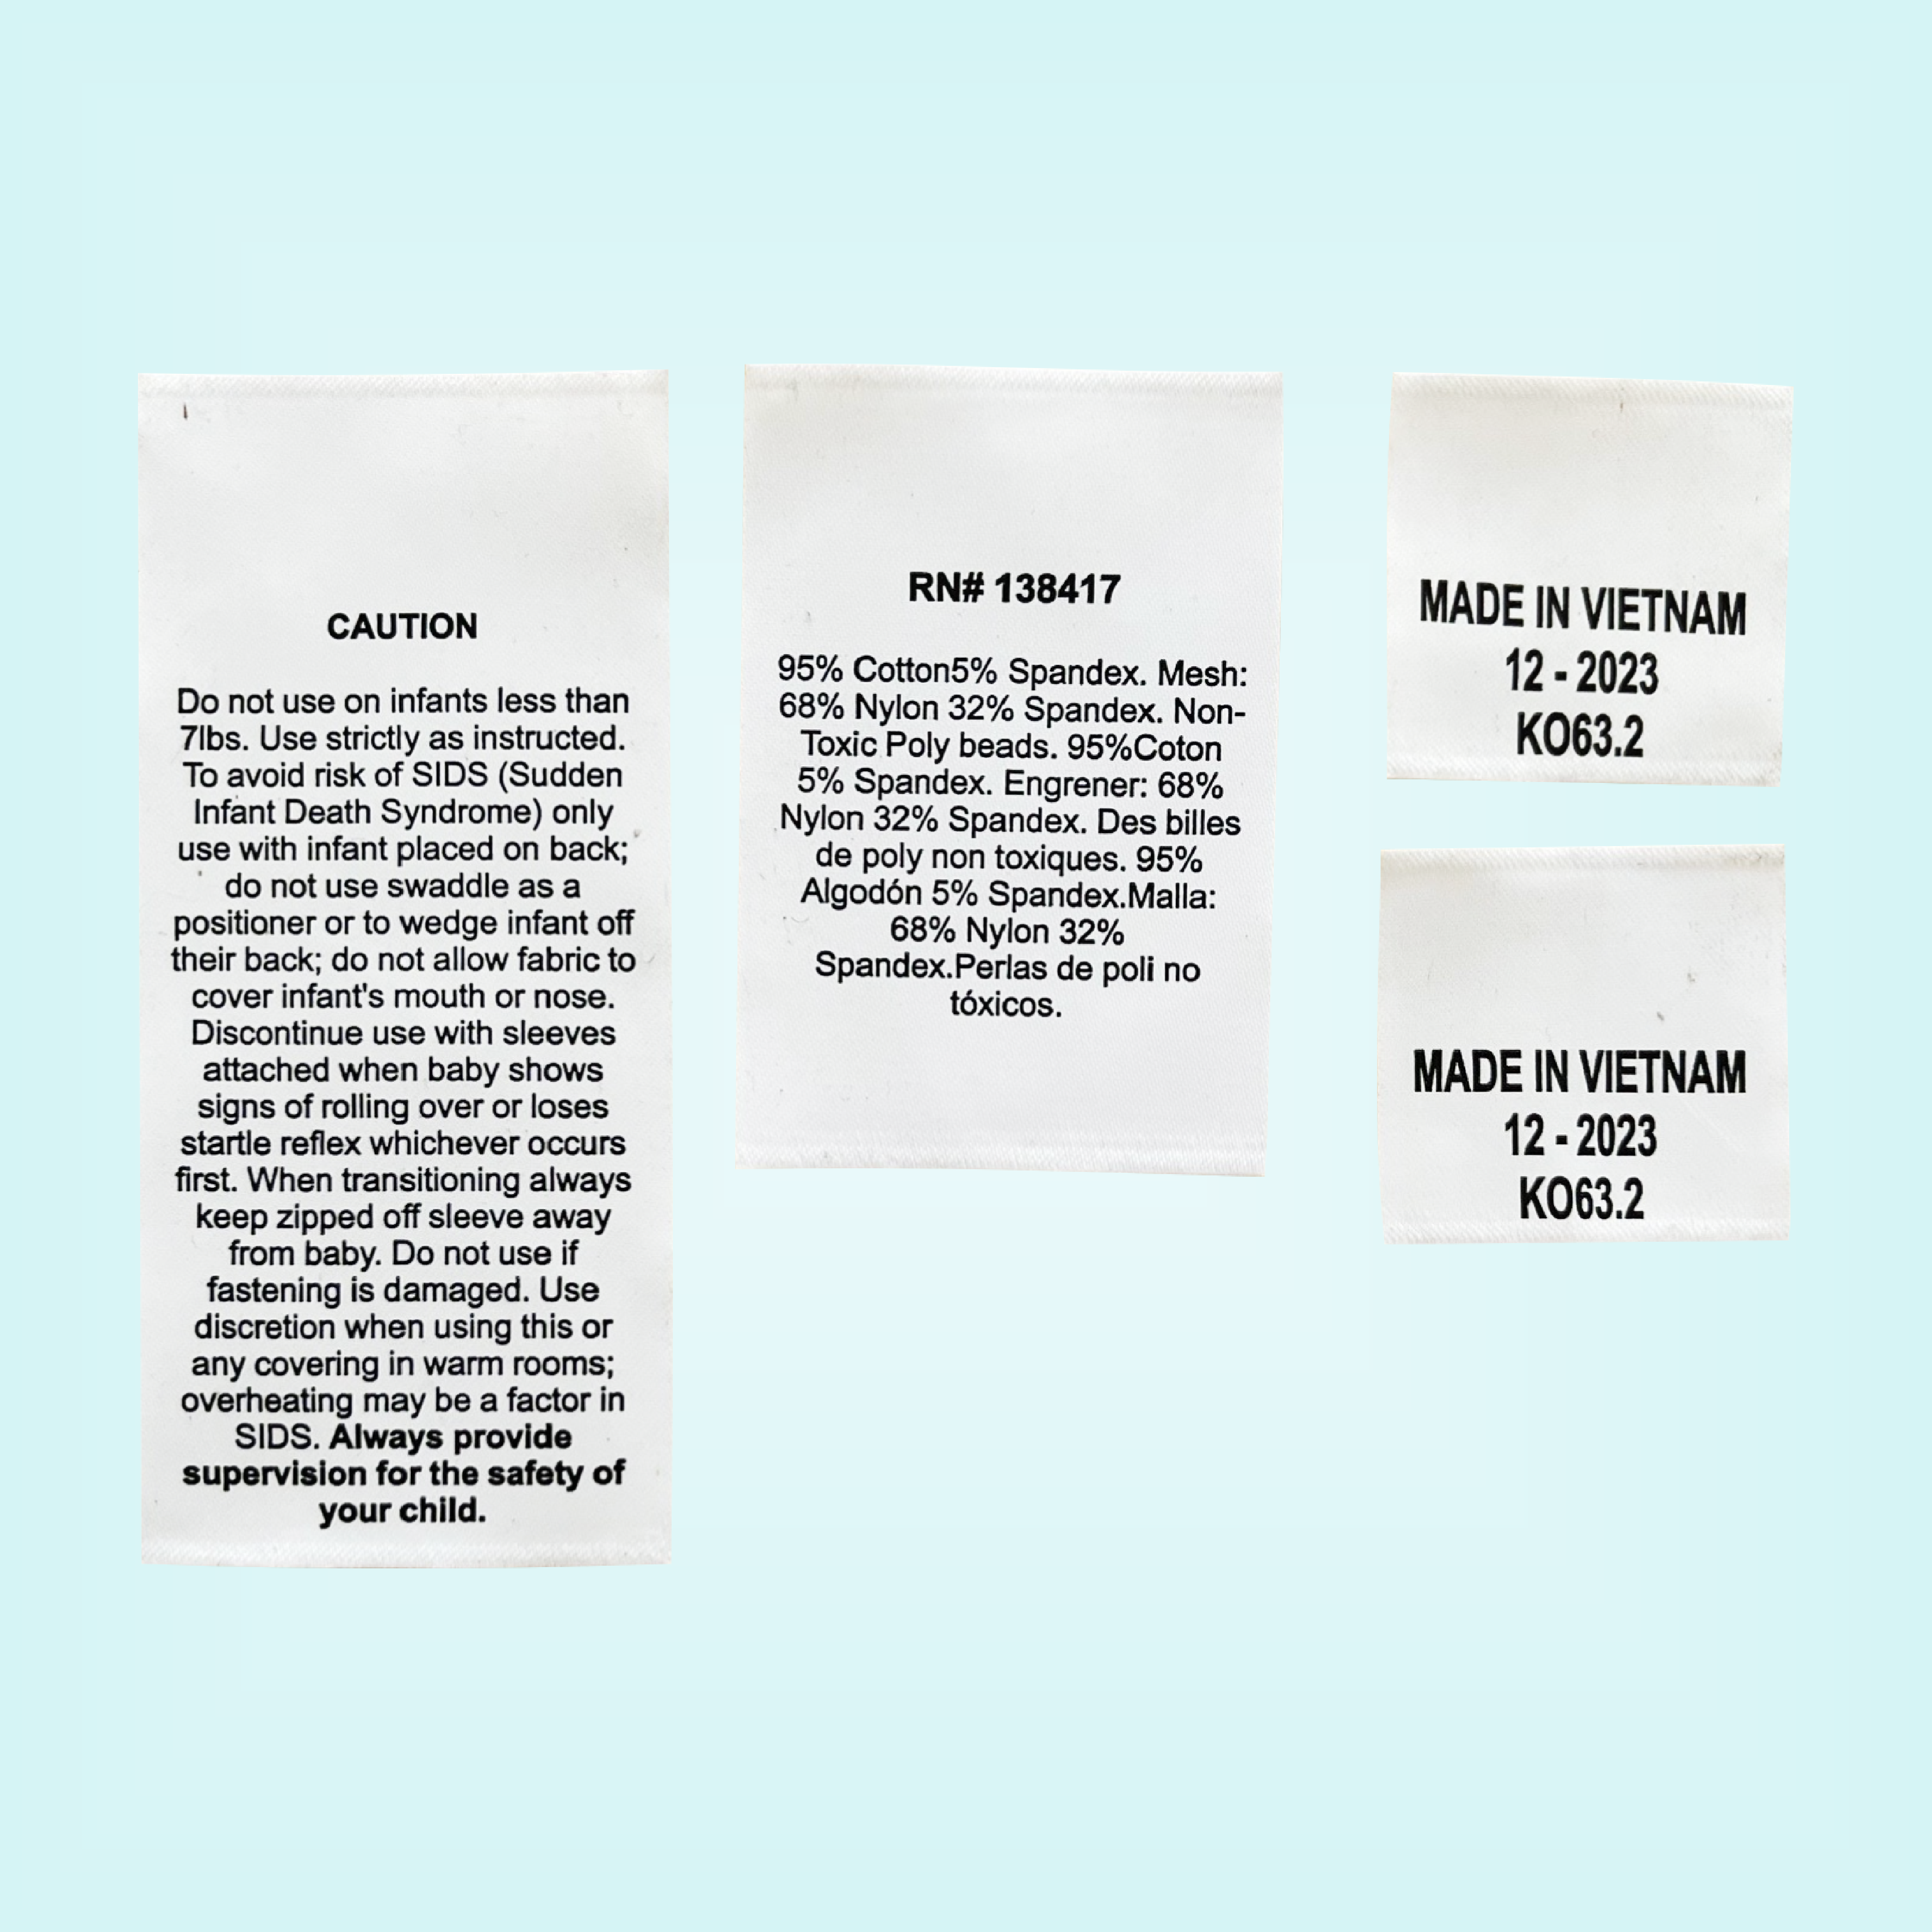 CAUTION
Do not use on infants less than
7lbs. Use strictly as instructed.
To avoid risk of SIDS (Sudden
Infant Death Syndrome) only
use with infant placed on back;
do not use swaddle as a
positioner or to wedge infant off
their back; do not allow fabric to
cover infant's mouth or nose.
Discontinue use with sleeves
attached when baby shows
signs of rolling over or loses
startle reflex whichever occurs
first. When transitioning always
keep zipped off sleeve away
from baby. Do not use if
fastening is damaged. Use
discretion when using this or
any covering in warm rooms;
overheating may be a factor in
SIDS. Always provide
supervision for the safety of
your child.
RN# 138417
95% Cotton5% Spandex. Mesh:
68% Nylon 32% Spandex. Non-
Toxic Poly beads. 95%Coton
5% Spandex. Engrener: 68%
Nylon 32% Spandex. Des billes
de poly non toxiques. 95%
Algodón 5% Spandex.Malla:
68% Nylon 32%
Spandex.Perlas de poli no
tóxicos.
MADE IN VIETNAM
12 - 2023
KO63.2
MADE IN VIETNAM
12 - 2023
KO63.2